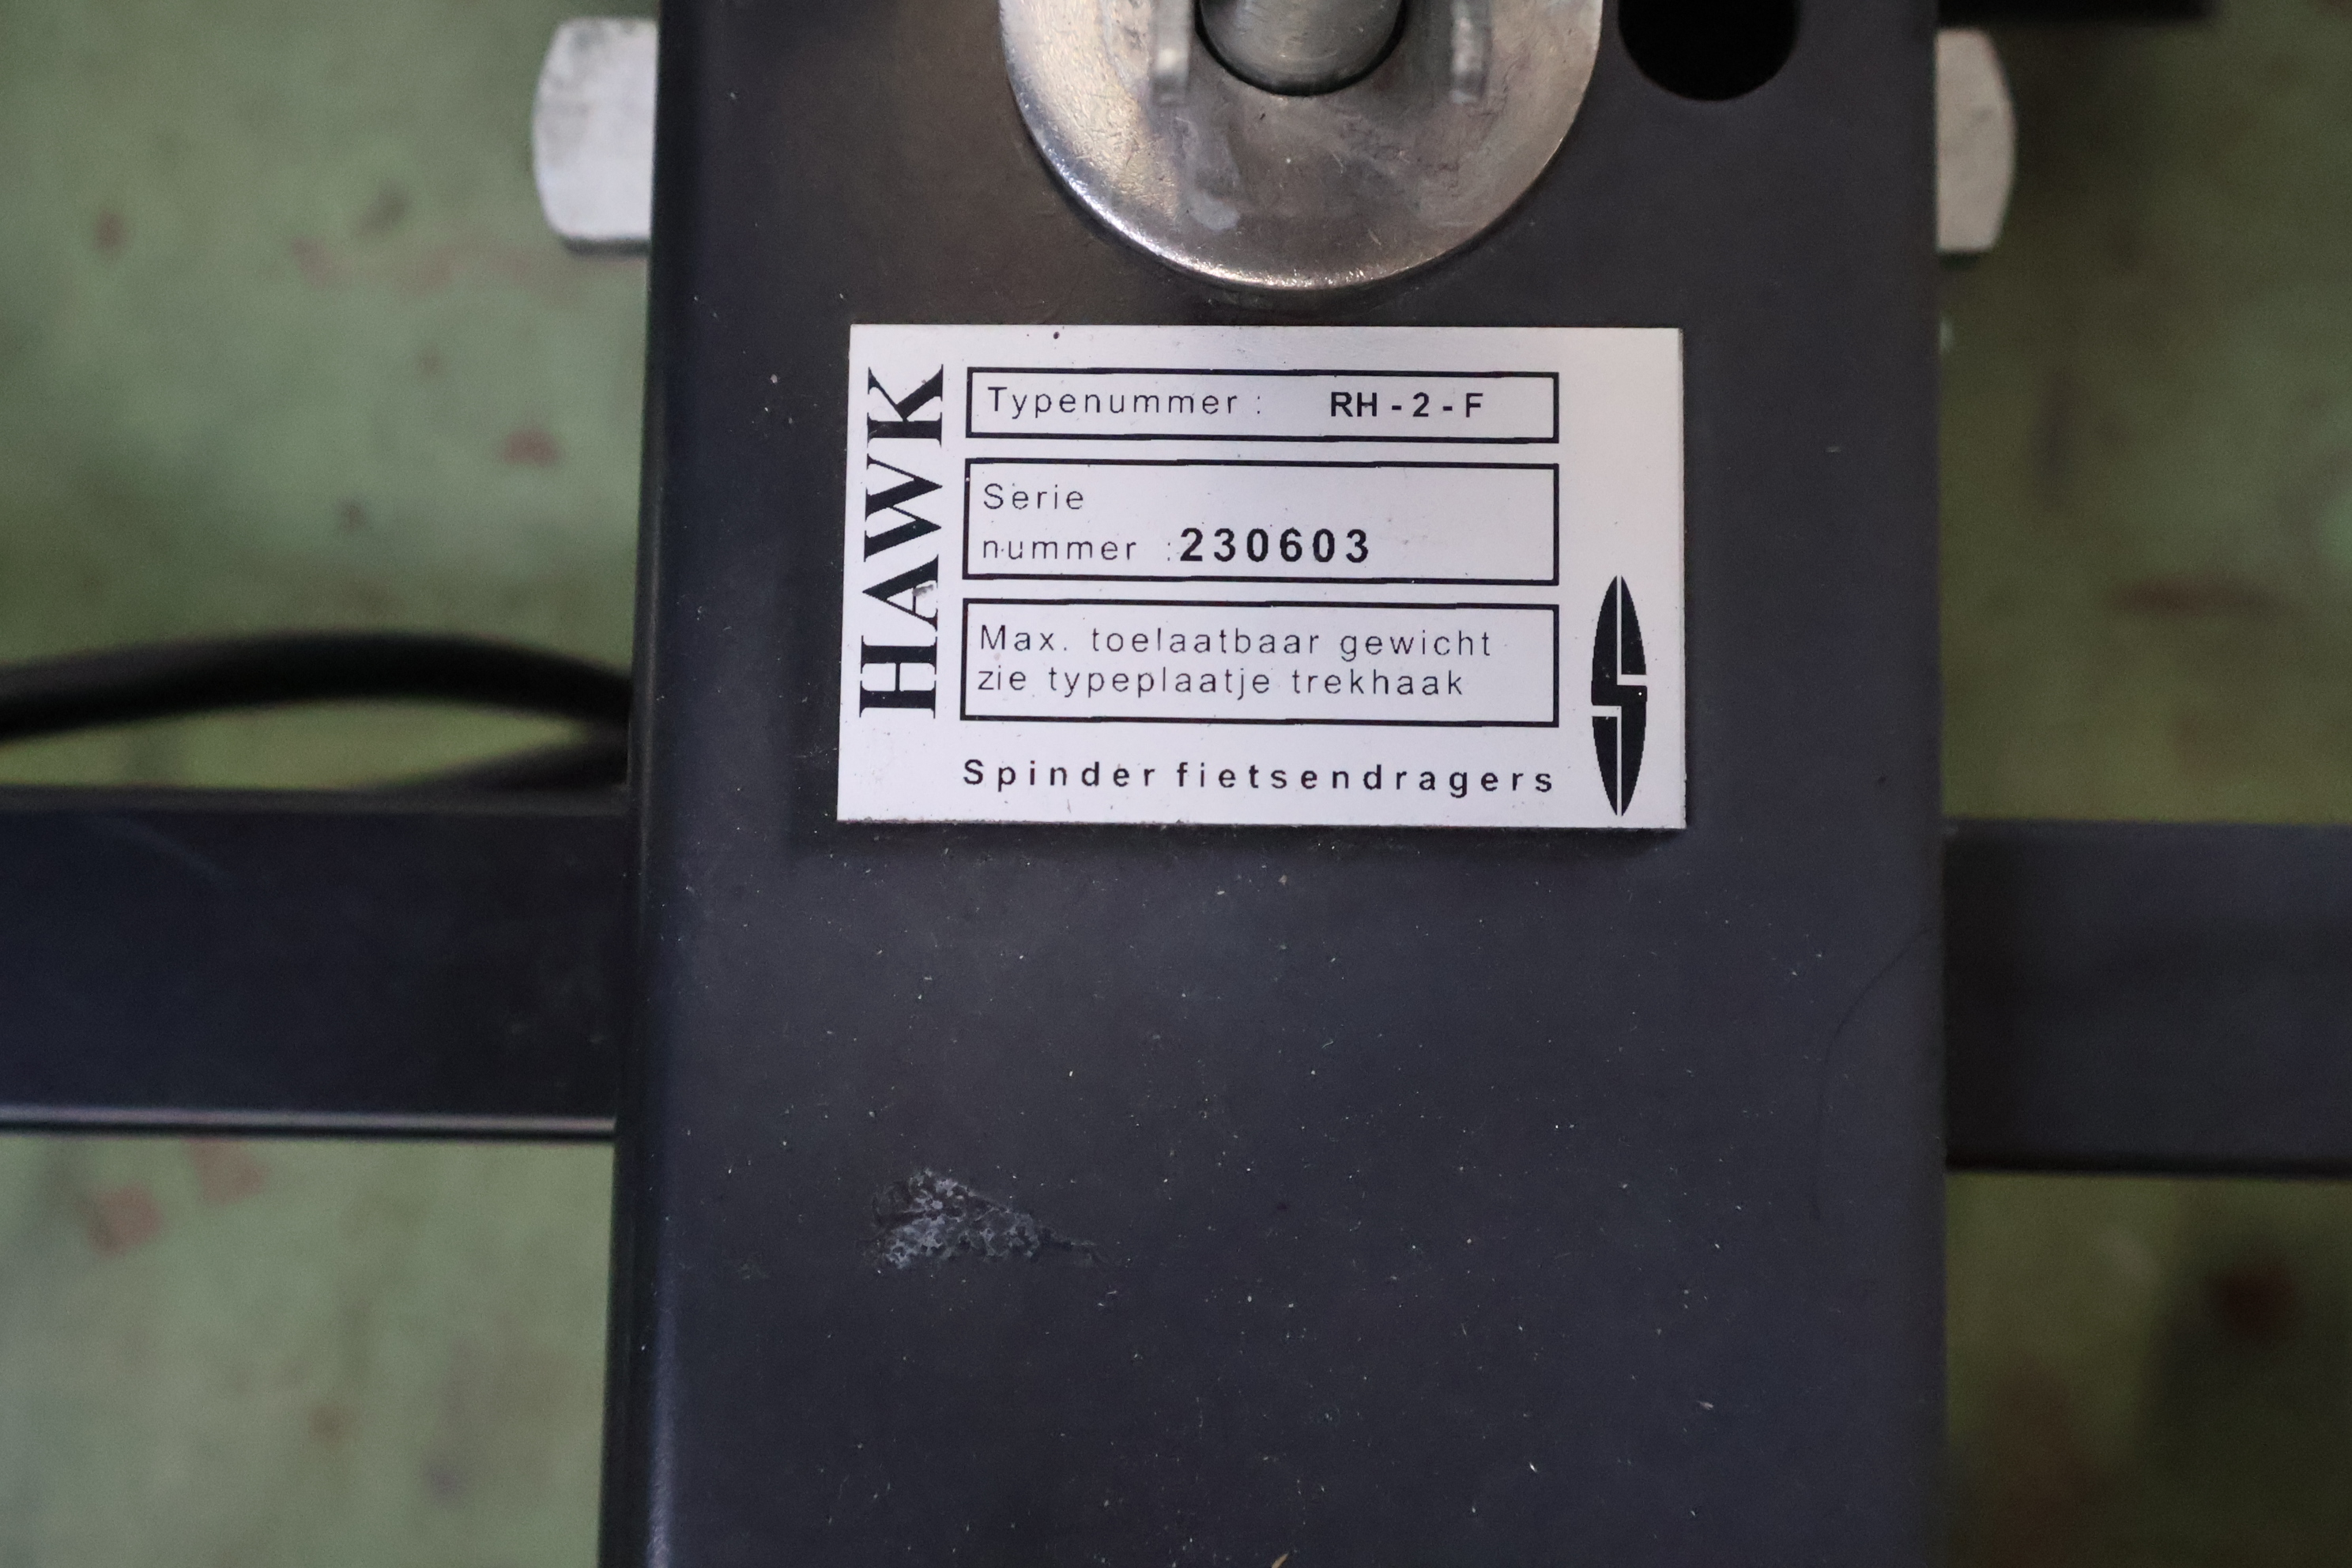 HAWK
Typenummer : RH - 2 - F
Serie
nummer : 230603
Max. toelaatbaar gewicht
zie typeplaatje trekhaak
Spinder fietsendragers